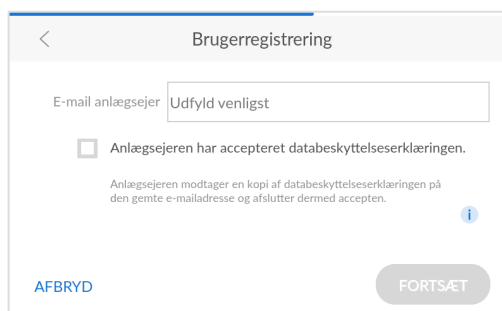 Brugerregistrering
E-mail anlægsejer
Udfyld venligst
Anlægsejeren har accepteret databeskyttelseserklæringen.
Anlægsejeren modtager en kopi af databeskyttelseserklæringen på
den gemte e-mailadresse og afslutter dermed accepten.
i
AFBRYD
FORTSÆT